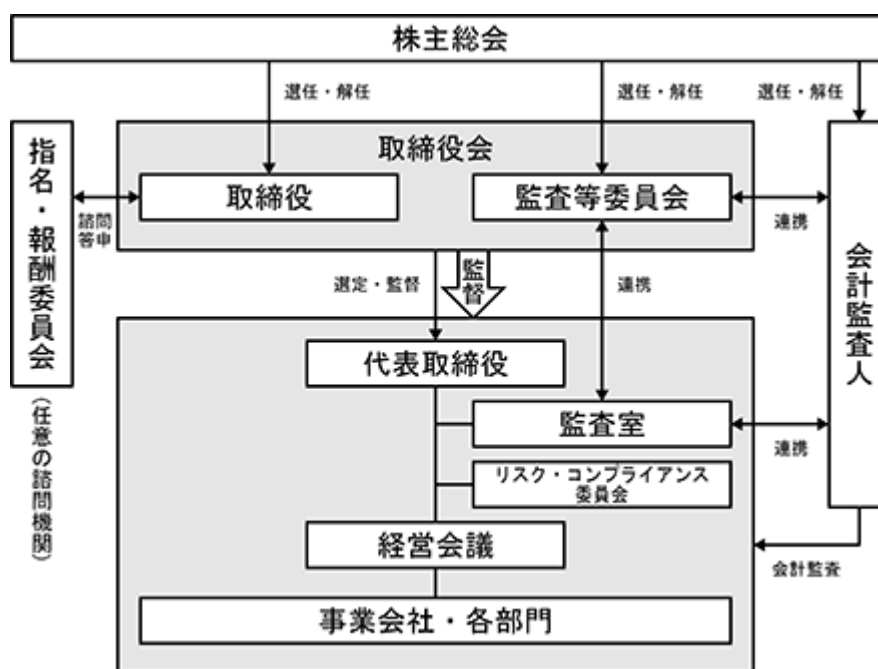 株主総会
選任・解任
選任・解任
選任・解任
指名・報酬委員会
(任意の諮問機関)
諮問
答申
取締役会
取締役
監査等委員会
連携
会計監査人
選定・監督
監督
連携
代表取締役
監査室
連携
リスク・コンプライアンス
委員会
経営会議
会計監査
事業会社・各部門